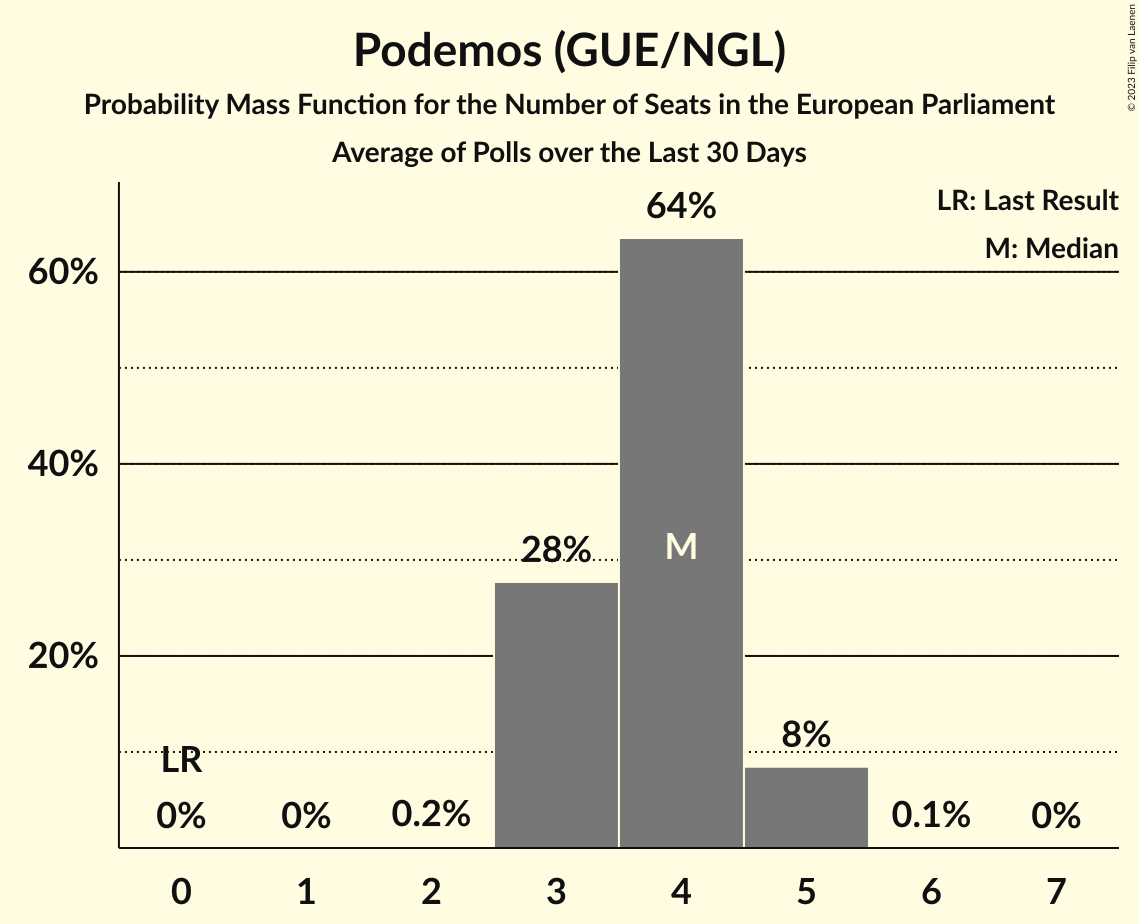 Podemos (GUE/NGL)
Probability Mass Function for the Number of Seats in the European Parliament
Average of Polls over the Last 30 Days
© 2023 Filip van Laenen
LR: Last Result
M: Median
64%
60%
40%
28%
M
20%
8%
LR
0%
0%
0.2%
0.1%
0%
0 1 2 3 4 5 6 7